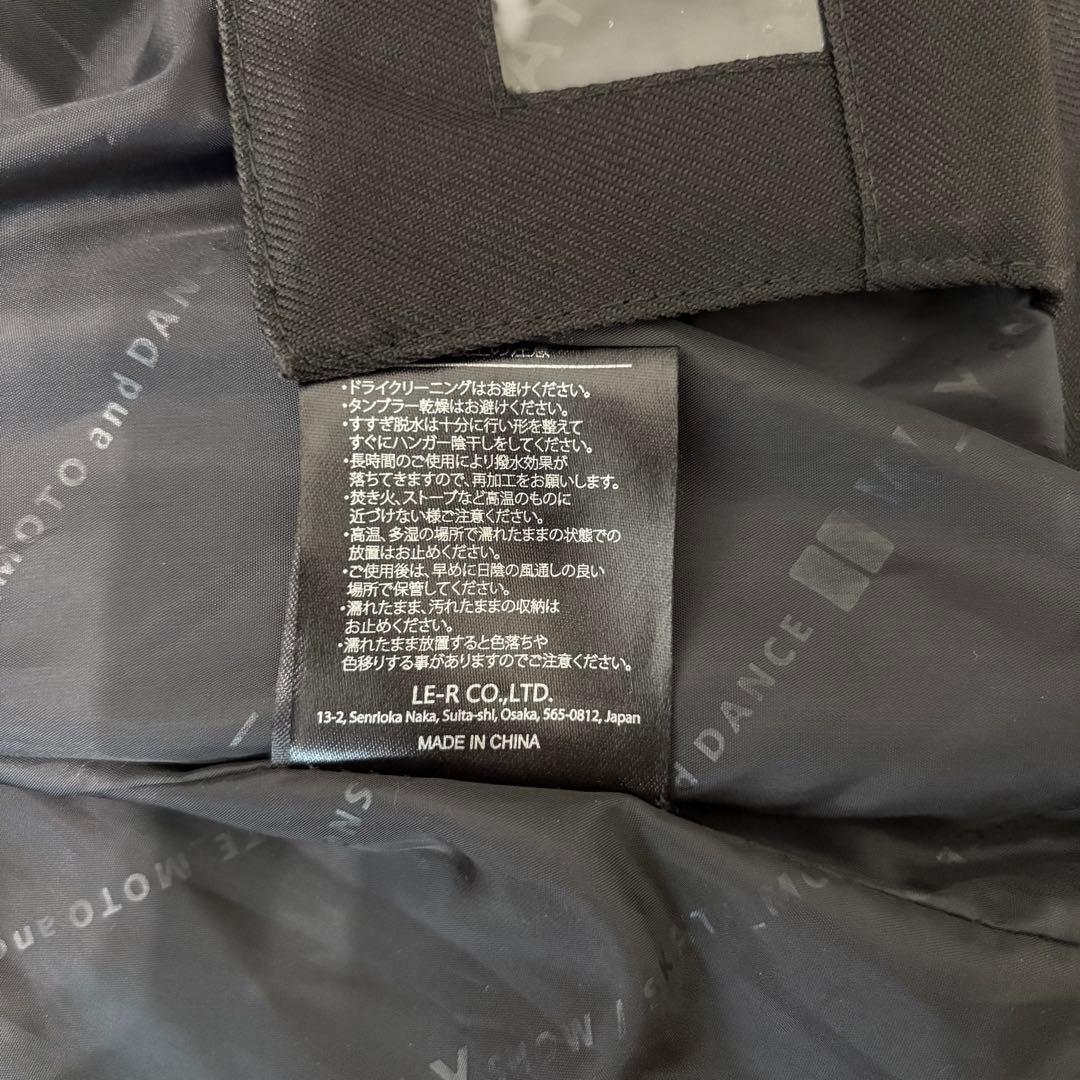 の注意
・ドライクリーニングはお避けください。
・タンブラー乾燥はお避けください。
・すすぎ脱水は十分に行い形を整えて
すぐにハンガー陰干しをしてください。
・長時間のご使用により撥水効果が
落ちてきますので、再加工をお願いします。
・焚き火、ストーブなど高温のものに
近づけない様ご注意ください。
・高温、多湿の場所で濡れたままの状態での
放置はお止めください。
・ご使用後は、早めに日陰の風通しの良い
場所で保管してください。
・濡れたまま、汚れたままの収納は
お止めください。
・濡れたまま放置すると色落ちや
色移りする事がありますのでご注意ください。
LE-R CO.,LTD.
13-2, Senrioka Naka, Suita-shi, Osaka, 565-0812, Japan
MADE IN CHINA
MOTO and DAN
and DANCE
MOTO and